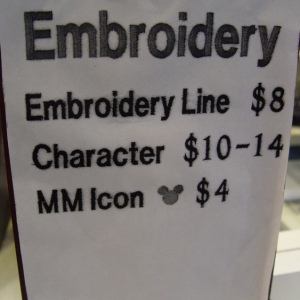 Embroidery
Embroidery Line $8
Character $10-14
MM Icon $4